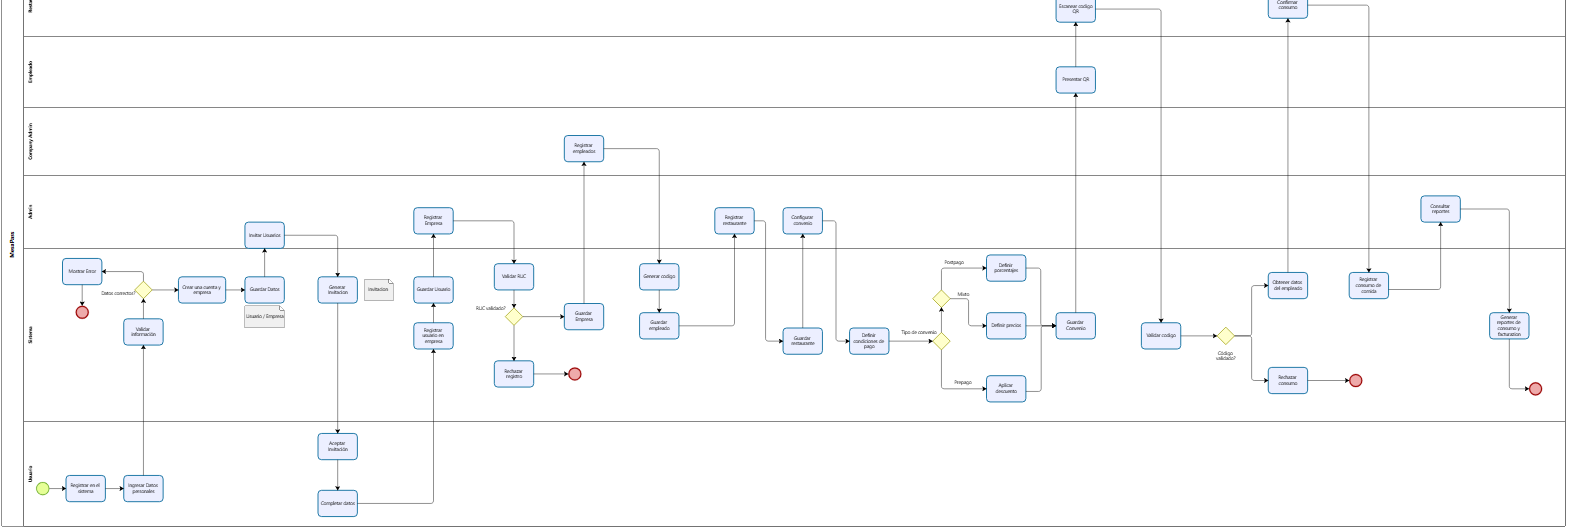 Escanear codigo
QR
Confirmar
consumo
Empleado
Presentar QR
Company Admin
Registrar
empleados
Admin
Invitar Usuarios
Registrar
Empresa
Registrar
restaurante
Configurar
convenio
Consultar
reportes
MesaPass
Sistema
Mostrar Error
Datos correctos?
Crear una cuenta y
empresa
Guardar Datos
Usuario / Empresa
Validar
información
Generar
Invitacion
Invitacion
Guardar Usuario
Registrar
usuario en
empresa
Validar RUC
RUC validado?
Guardar
Empresa
Rechazar
registro
Generar codigo
Guardar
empleado
Guardar
restaurante
Definir
condiciones de
pago
Tipo de convenio
Postpago
Definir
porcentajes
Mixto
Definir precios
Prepago
Aplicar
descuento
Guardar
Convenio
Validar codigo
Código
validado?
Obtener datos
del empleado
Rechazar
consumo
Registrar
consumo de
comida
Generar
reportes de
consumo y
facturacion
Usuario
Registrar en el
sistema
Ingresar Datos
personales
Aceptar
Invitación
Completar datos